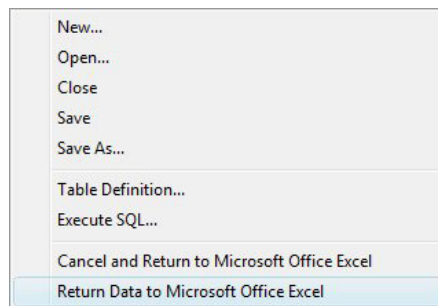 New...
Open...
Close
Save
Save As...
Table Definition...
Execute SQL...
Cancel and Return to Microsoft Office Excel
Return Data to Microsoft Office Excel